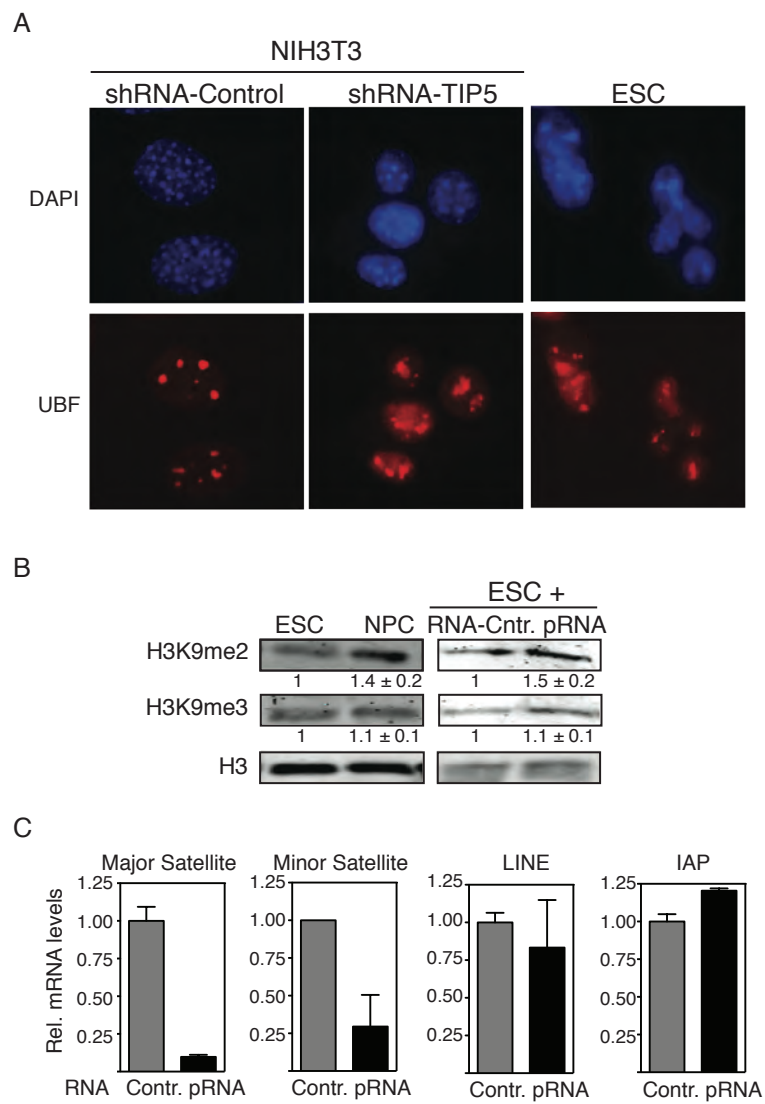 A
NIH3T3
shRNA-Control shRNA-TIP5 ESC
DAPI
UBF
B
ESC +
ESC NPC RNA-Cntr. pRNA
H3K9me2
1 1.4 ± 0.2 1 1.5 ± 0.2
H3K9me3
1 1.1 ± 0.1 1 1.1 ± 0.1
H3
C
Major Satellite Minor Satellite LINE IAP
Rel. mRNA levels
1.25 1.25 1.25 1.25
1.00 1.00 1.00 1.00
0.75 0.75 0.75 0.75
0.50 0.50 0.50 0.50
0.25 0.25 0.25 0.25
RNA Contr. pRNA Contr. pRNA Contr. pRNA Contr. pRNA